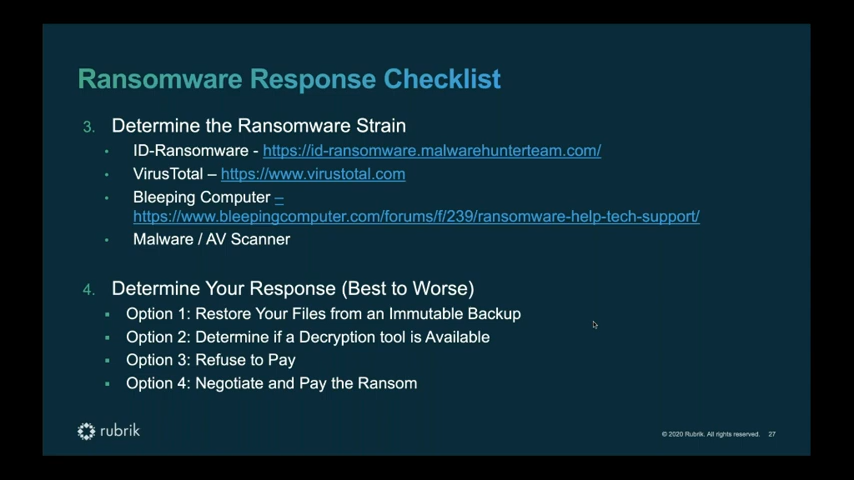 Ransomware Response Checklist
3. Determine the Ransomware Strain
• ID-Ransomware - https://id-ransomware.malwarehunterteam.com/
• VirusTotal – https://www.virustotal.com
• Bleeping Computer –
https://www.bleepingcomputer.com/forums/f/239/ransomware-help-tech-support/
• Malware / AV Scanner
4. Determine Your Response (Best to Worse)
▪ Option 1: Restore Your Files from an Immutable Backup
▪ Option 2: Determine if a Decryption tool is Available
▪ Option 3: Refuse to Pay
▪ Option 4: Negotiate and Pay the Ransom
rubrik
© 2020 Rubrik. All rights reserved. 27